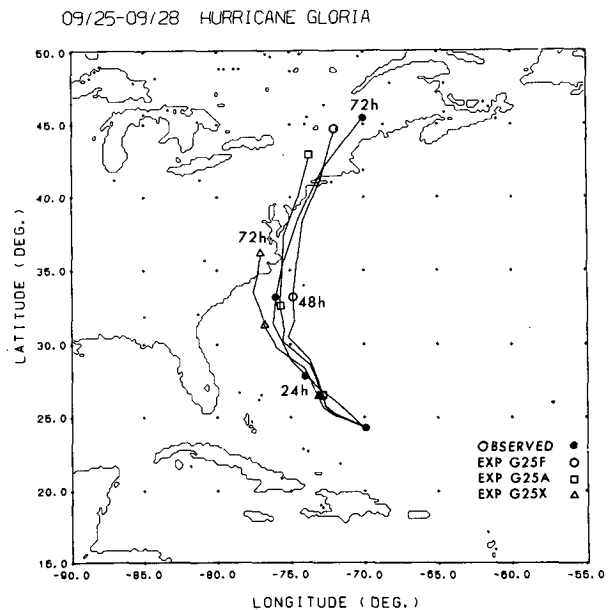 09/25-09/28 HURRICANE GLORIA
50.0
72h
45.0
40.0
72h
35.0
48h
30.0
24h
25.0
OBSERVED
EXP G25F
20.0
EXP G25A
EXP G25X
15.0
-90.0 -85.0 -80.0 -75.0 -70.0 -65.0 -60.0 -55.0
LATITUDE (DEG.)
LONGITUDE (DEG.)